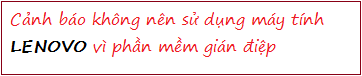 Cảnh báo không nên sử dụng máy tính
LENOVO vì phần mềm gián điệp